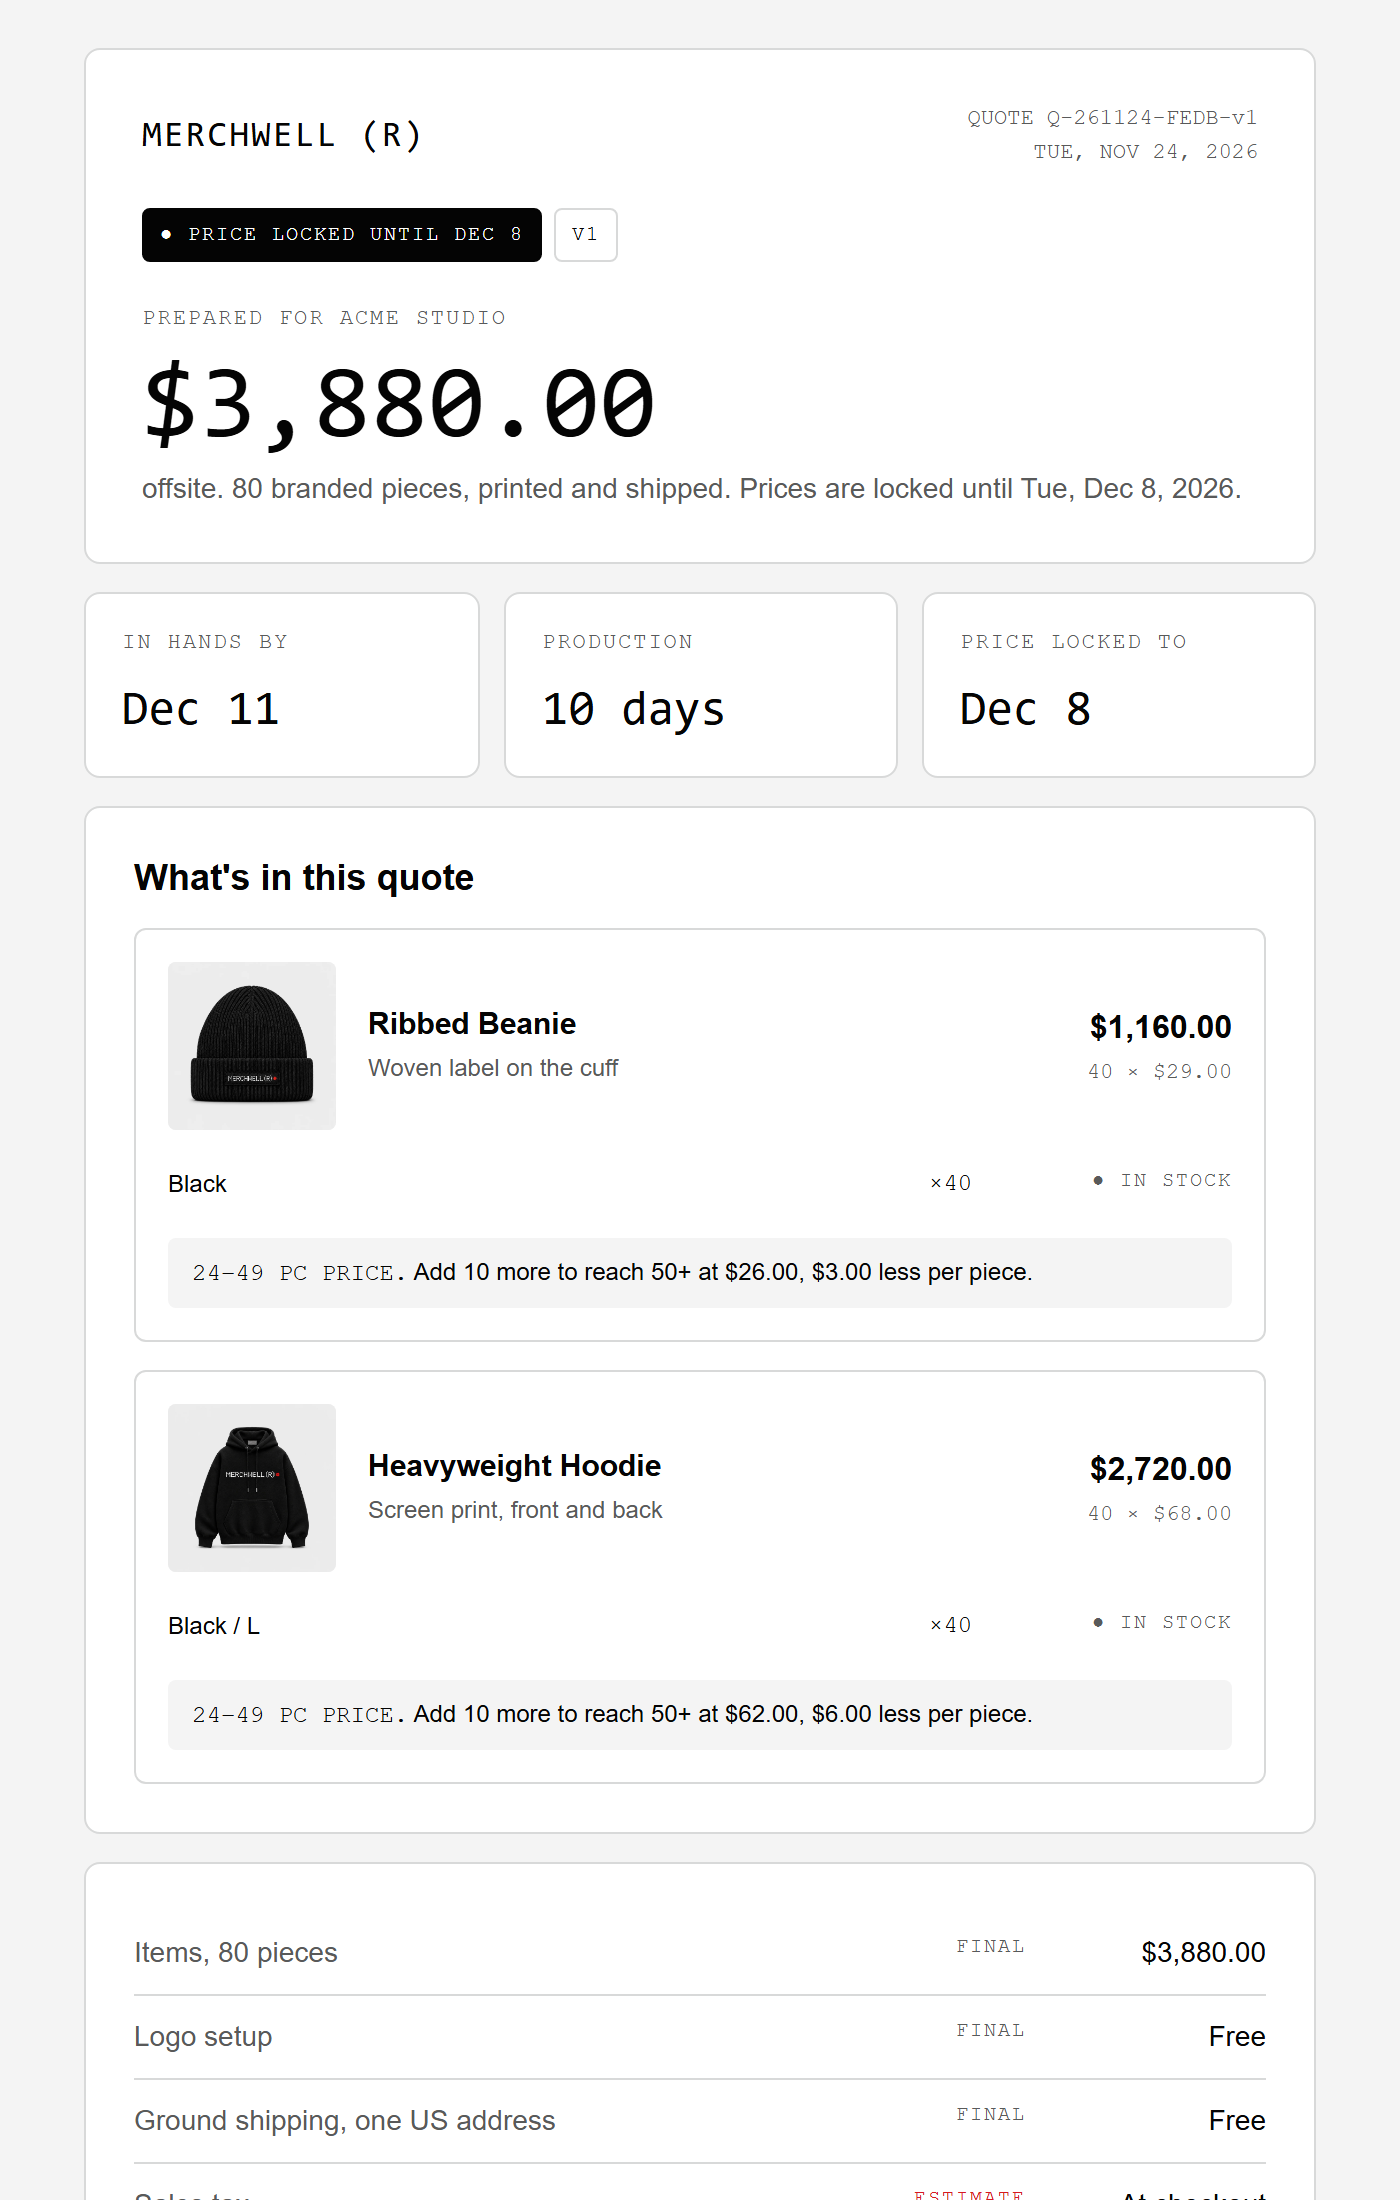 MERCHWELL (R)
QUOTE Q-261124-FEDB-v1
TUE, NOV 24, 2026
● PRICE LOCKED UNTIL DEC 8
V1
PREPARED FOR ACME STUDIO
$3,880.00
offsite. 80 branded pieces, printed and shipped. Prices are locked until Tue, Dec 8, 2026.
IN HANDS BY
Dec 11
PRODUCTION
10 days
PRICE LOCKED TO
Dec 8
What's in this quote
MERCHWELL(R)
Ribbed Beanie
Woven label on the cuff
$1,160.00
40 × $29.00
Black
×40
● IN STOCK
24–49 PC PRICE. Add 10 more to reach 50+ at $26.00, $3.00 less per piece.
MERCHWELL(R)
Heavyweight Hoodie
Screen print, front and back
$2,720.00
40 × $68.00
Black / L
×40
● IN STOCK
24–49 PC PRICE. Add 10 more to reach 50+ at $62.00, $6.00 less per piece.
Items, 80 pieces
FINAL
$3,880.00
Logo setup
FINAL
Free
Ground shipping, one US address
FINAL
Free
Sales tax
ESTIMATE
At checkout